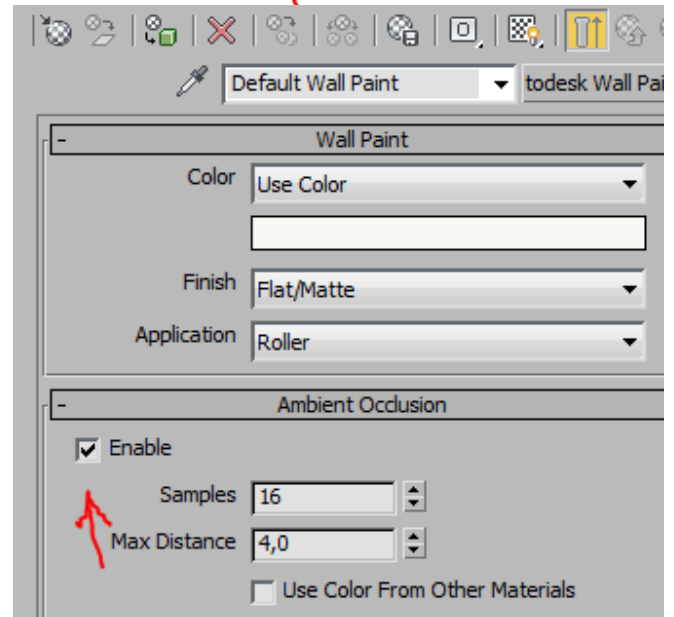 Default Wall Paint todesk Wall Pai
- Wall Paint
Color Use Color
Finish Flat/Matte
Application Roller
- Ambient Occlusion
Enable
Samples 16
Max Distance 4,0
Use Color From Other Materials